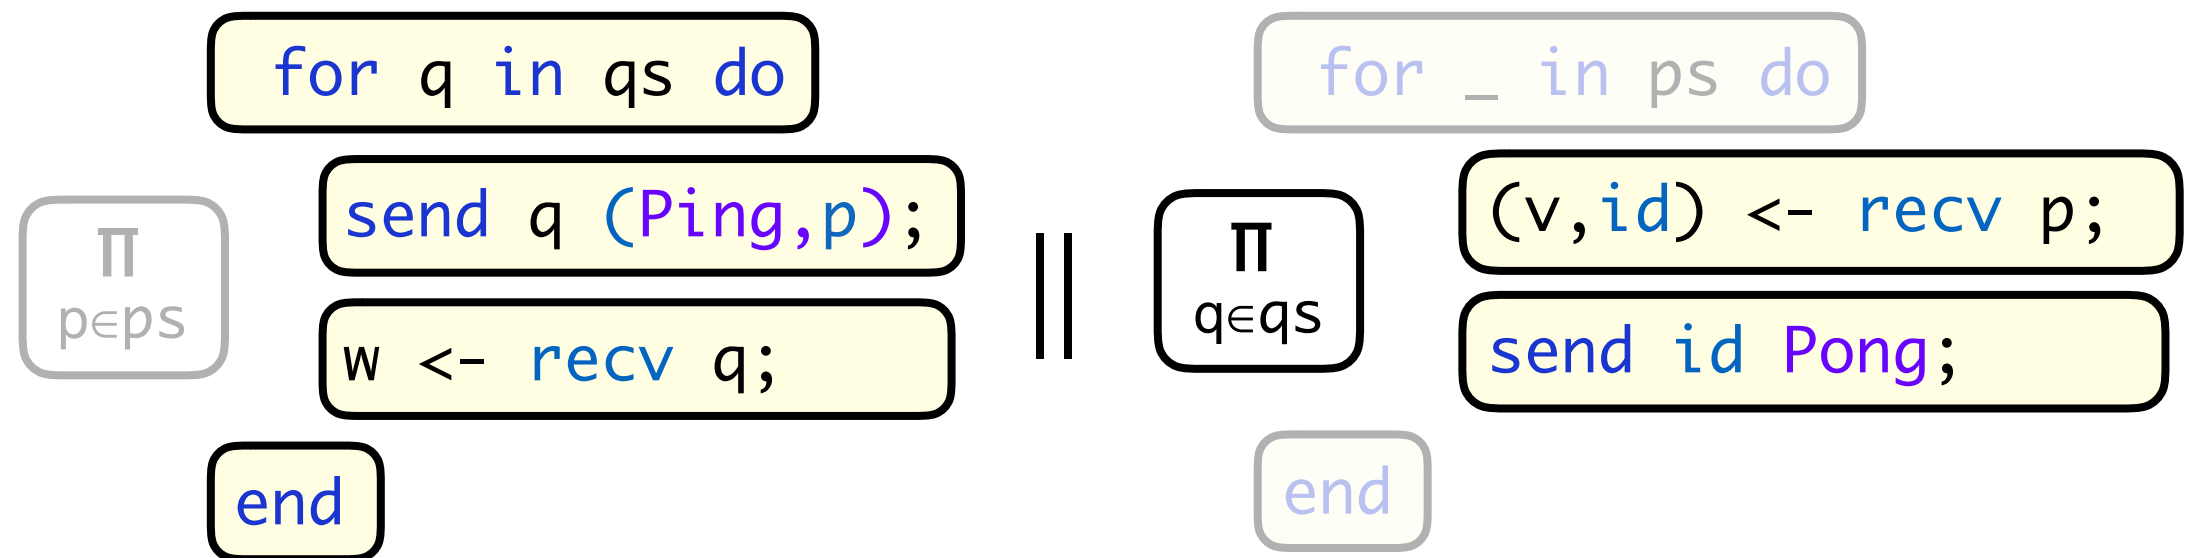 for q in qs do
Π
p∈ps
send q (Ping,p);
w <- recv q;
end
||
for _ in ps do
Π
q∈qs
(v,id) <- recv p;
send id Pong;
end